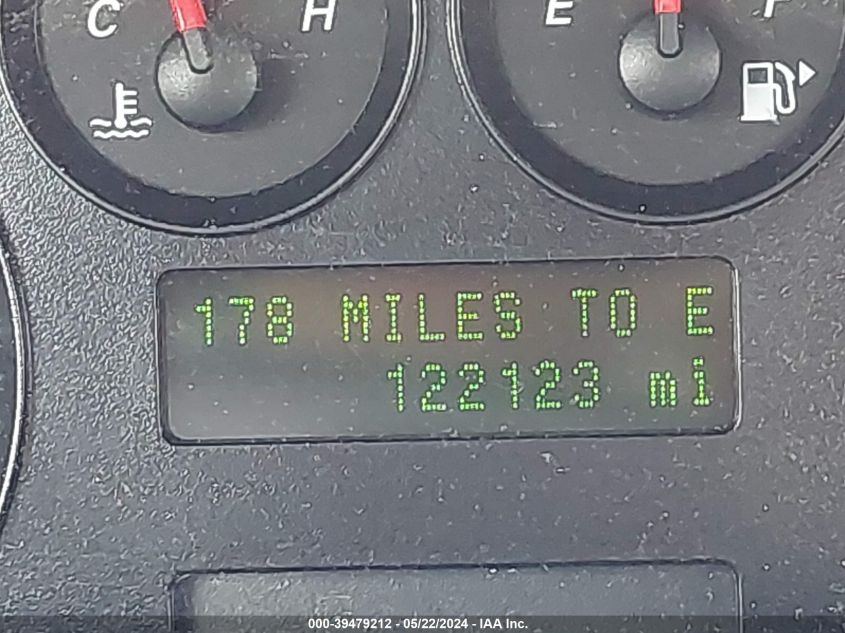 C H E F
178 MILES TO E
122123 mi
000-39479212 - 05/22/2024 - IAA Inc.